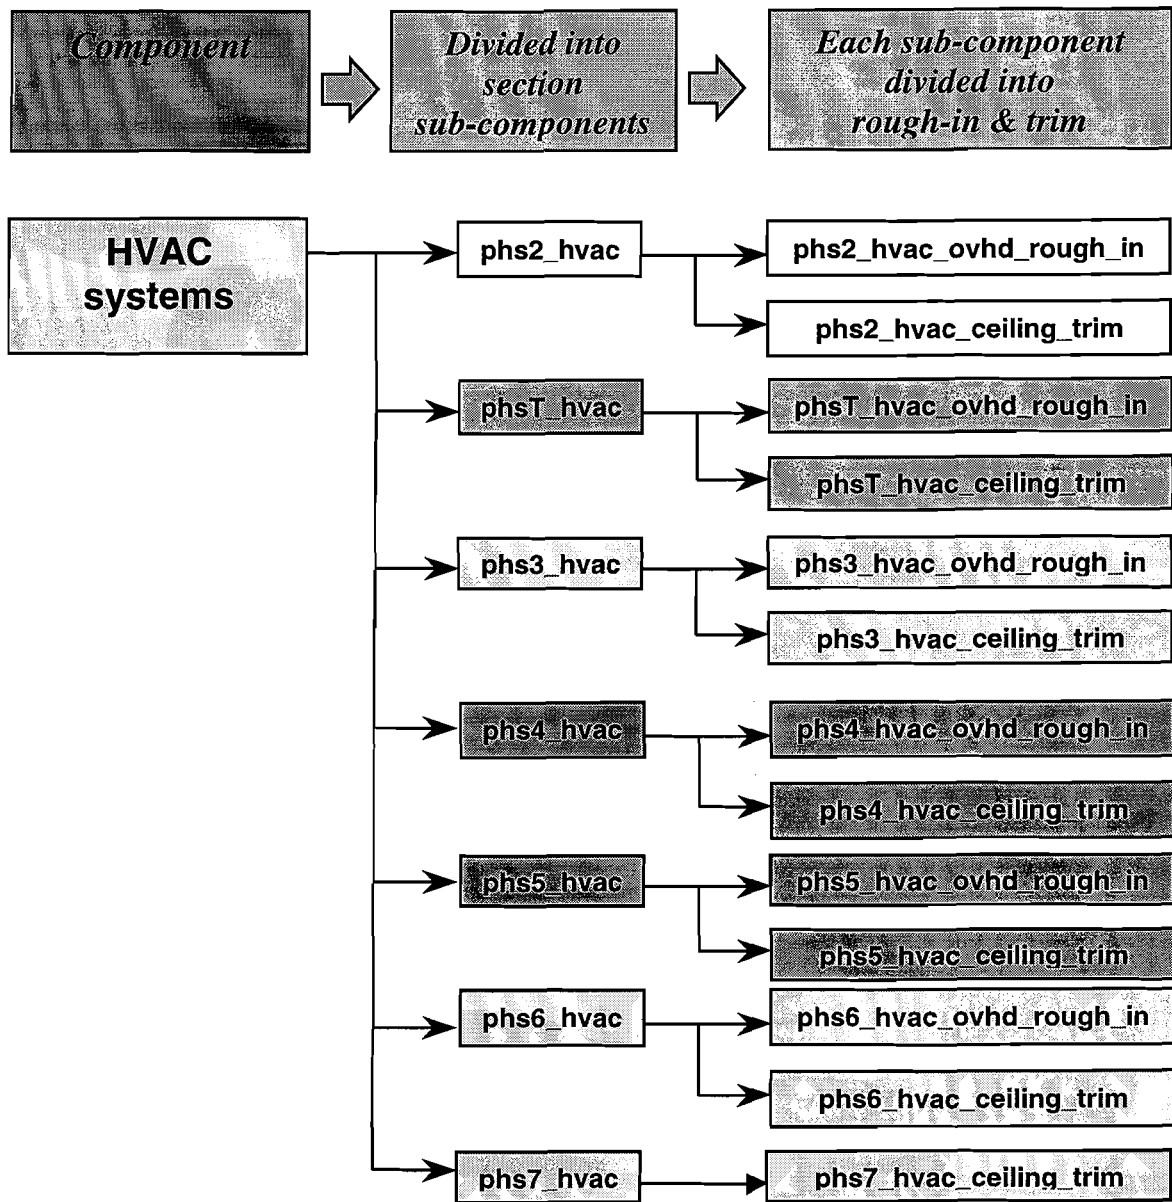 Component
Divided into
section
sub-components
Each sub-component
divided into
rough-in & trim
HVAC
systems
phs2_hvac
phs2_hvac_ovhd_rough_in
phs2_hvac_ceiling_trim
phsT_hvac
phsT_hvac_ovhd_rough_in
phsT_hvac_ceiling_trim
phs3_hvac
phs3_hvac_ovhd_rough_in
phs3_hvac_ceiling_trim
phs4_hvac
phs4_hvac_ovhd_rough_in
phs4_hvac_ceiling_trim
phs5_hvac
phs5_hvac_ovhd_rough_in
phs5_hvac_ceiling_trim
phs6_hvac
phs6_hvac_ovhd_rough_in
phs6_hvac_ceiling_trim
phs7_hvac
phs7_hvac_ceiling_trim